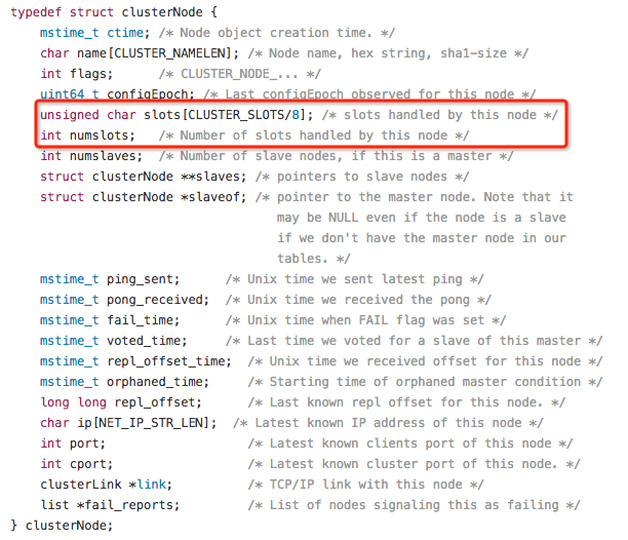 typedef struct clusterNode {
    mstime_t ctime; /* Node object creation time. */
    char name[CLUSTER_NAMELEN]; /* Node name, hex string, sha1-size */
    int flags;      /* CLUSTER_NODE_... */
    uint64_t configEpoch; /* Last configEpoch observed for this node */
    unsigned char slots[CLUSTER_SLOTS/8]; /* slots handled by this node */
    int numslots;   /* Number of slots handled by this node */
    int numslaves;  /* Number of slave nodes, if this is a master */
    struct clusterNode **slaves; /* pointers to slave nodes */
    struct clusterNode *slaveof; /* pointer to the master node. Note that it
                                    may be NULL even if the node is a slave
                                    if we don't have the master node in our
                                    tables. */
    mstime_t ping_sent;      /* Unix time we sent latest ping */
    mstime_t pong_received;  /* Unix time we received the pong */
    mstime_t fail_time;      /* Unix time when FAIL flag was set */
    mstime_t voted_time;     /* Last time we voted for a slave of this master */
    mstime_t repl_offset_time;  /* Unix time we received offset for this node */
    mstime_t orphaned_time;     /* Starting time of orphaned master condition */
    long long repl_offset;      /* Last known repl offset for this node. */
    char ip[NET_IP_STR_LEN];  /* Latest known IP address of this node */
    int port;                   /* Latest known clients port of this node */
    int cport;                  /* Latest known cluster port of this node. */
    clusterLink *link;          /* TCP/IP link with this node */
    list *fail_reports;         /* List of nodes signaling this as failing */
} clusterNode;